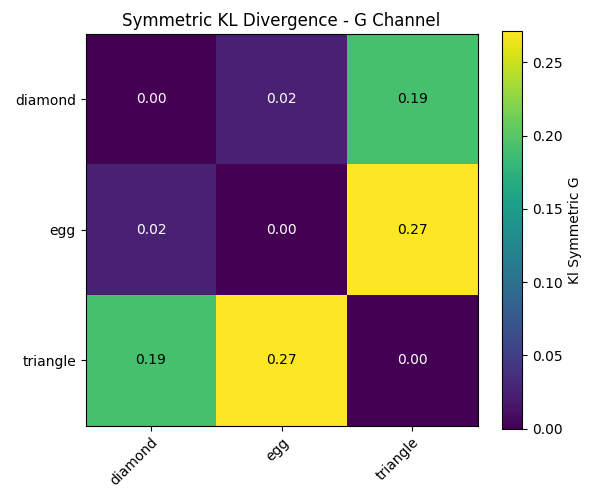 Symmetric KL Divergence - G Channel
diamond 0.00 0.02 0.19
egg 0.02 0.00 0.27
triangle 0.19 0.27 0.00
diamond egg triangle
0.25
0.20
0.15
0.10
0.05
0.00
Kl Symmetric G